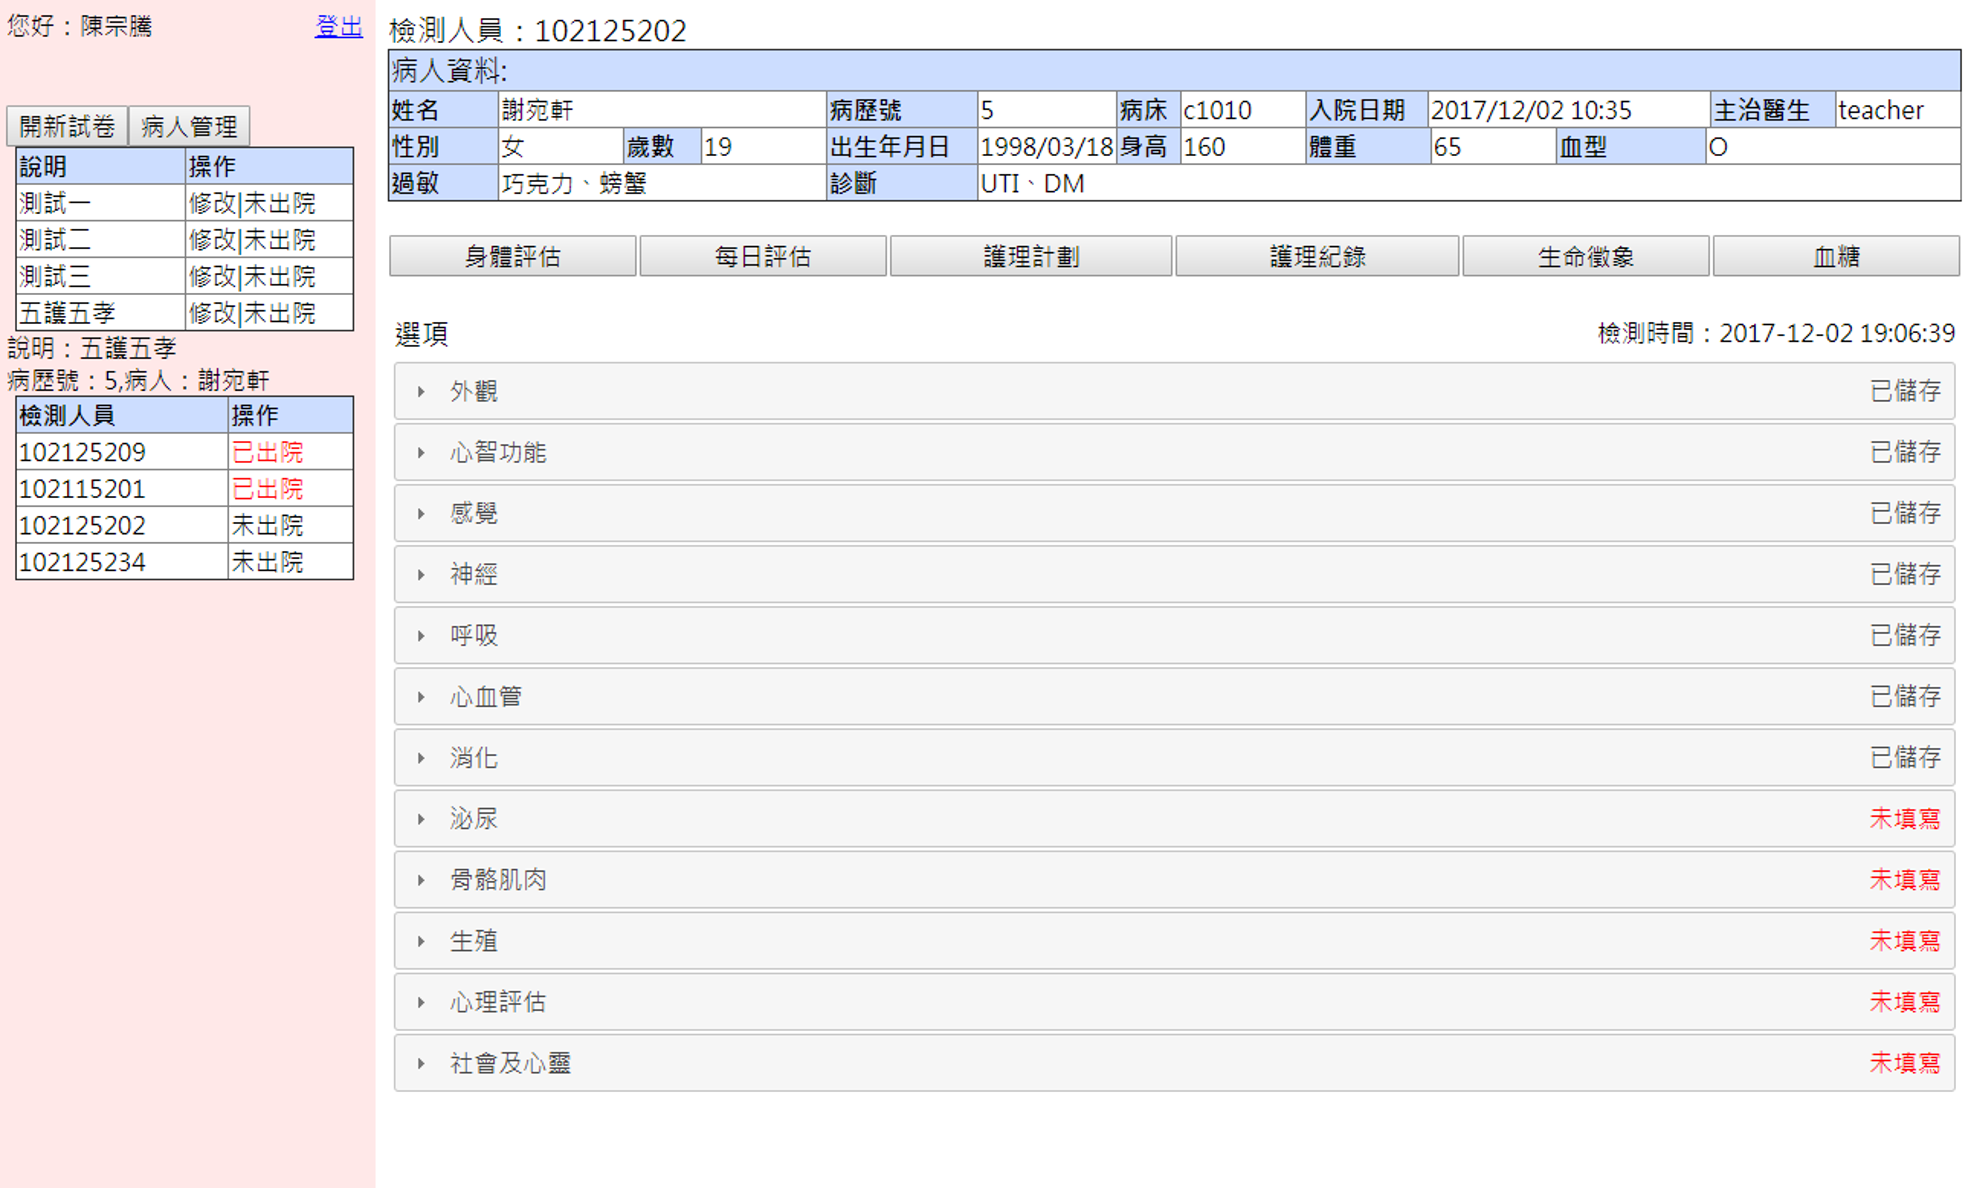 您好：陳宗騰 登出
開新試卷 病人管理
說明 操作
測試一 修改|未出院
測試二 修改|未出院
測試三 修改|未出院
五護五孝 修改|未出院
說明：五護五孝
病歷號：5,病人：謝宛軒
檢測人員 操作
102125209 已出院
102115201 已出院
102125202 未出院
102125234 未出院
檢測人員：102125202
病人資料:
姓名 謝宛軒 病歷號 5 病床 c1010 入院日期 2017/12/02 10:35 主治醫生 teacher
性別 女 歲數 19 出生年月日 1998/03/18 身高 160 體重 65 血型 O
過敏 巧克力、螃蟹 診斷 UTI、DM
身體評估 每日評估 護理計劃 護理紀錄 生命徵象 血糖
選項 檢測時間：2017-12-02 19:06:39
外觀 已儲存
心智功能 已儲存
感覺 已儲存
神經 已儲存
呼吸 已儲存
心血管 已儲存
消化 已儲存
泌尿 未填寫
骨骼肌肉 未填寫
生殖 未填寫
心理評估 未填寫
社會及心靈 未填寫